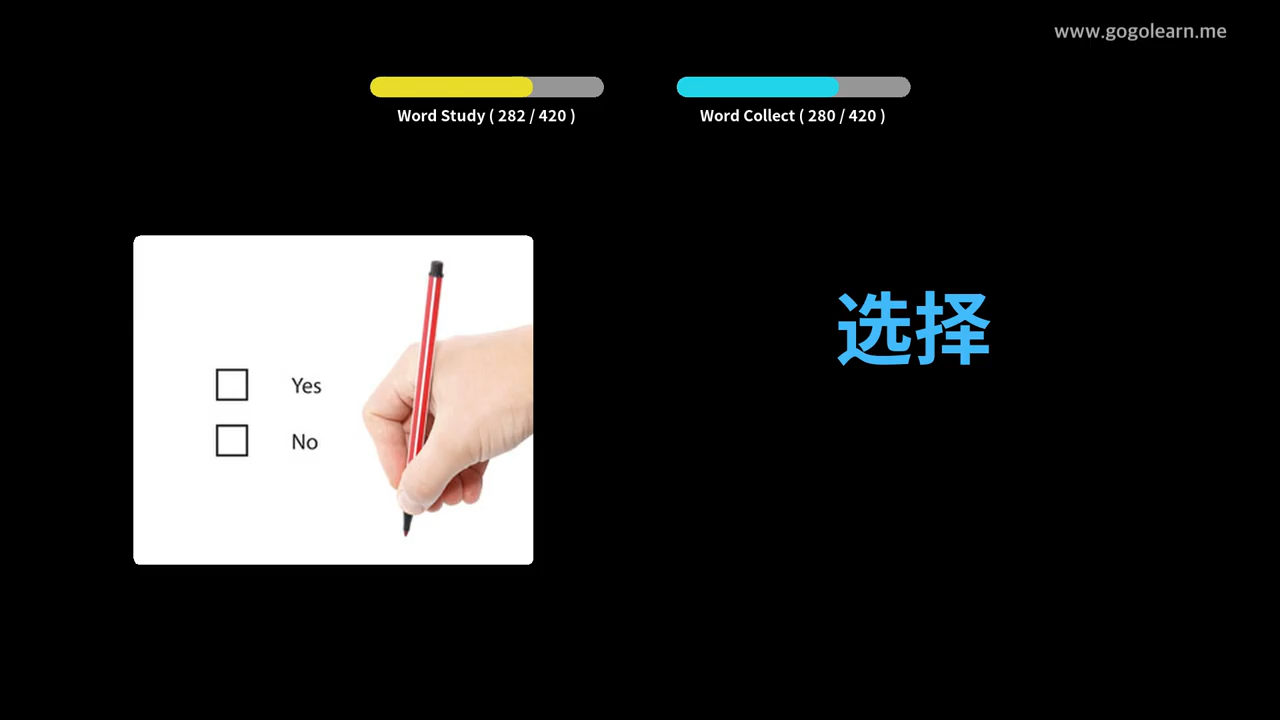 www.gogolearn.me
Word Study ( 282 / 420 )
Word Collect ( 280 / 420 )
选择
Yes
No